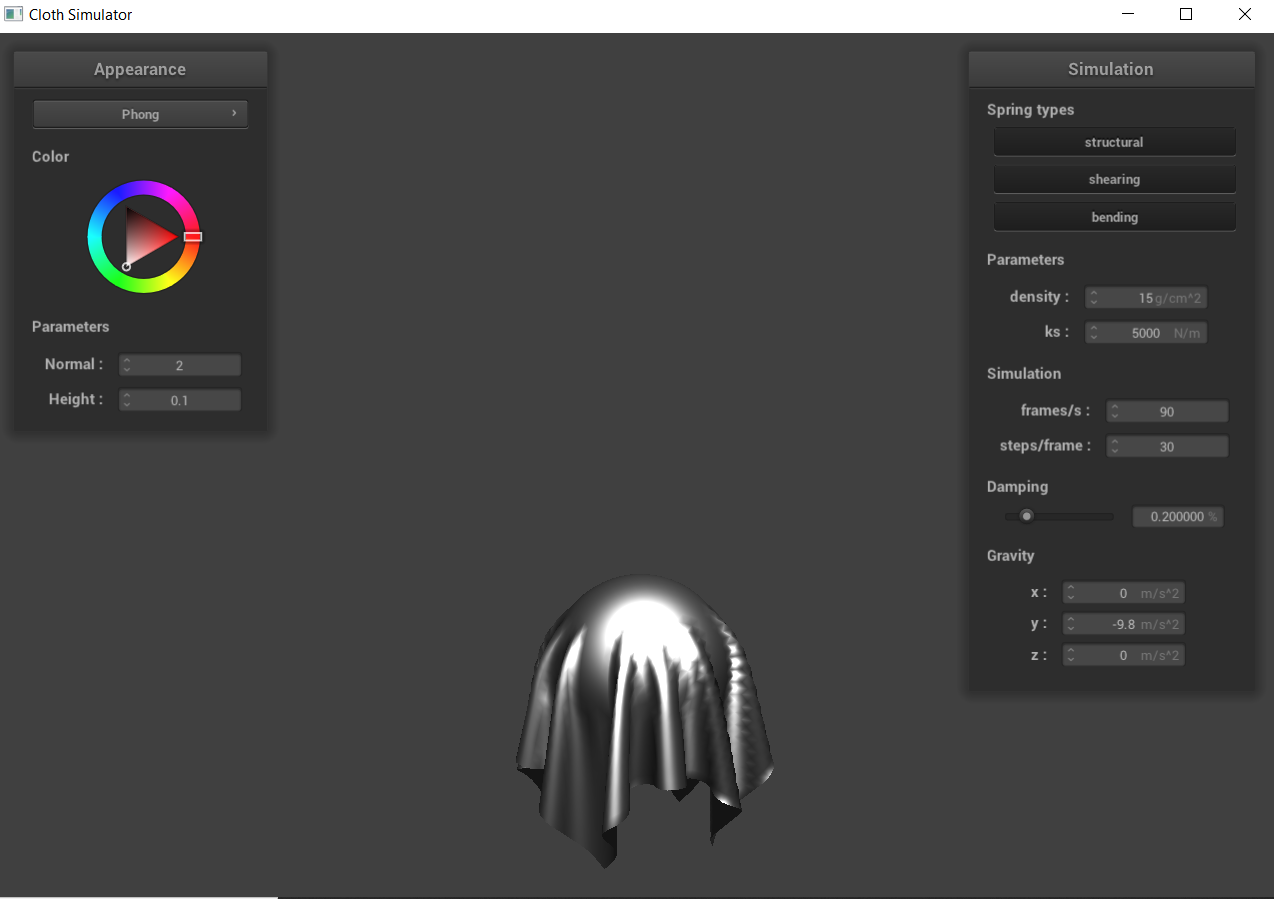 Cloth Simulator
Appearance
Phong
Color
Parameters
Normal : 2
Height : 0.1
Simulation
Spring types
structural
shearing
bending
Parameters
density : 15 g/cm^2
ks : 5000 N/m
Simulation
frames/s : 90
steps/frame : 30
Damping
0.200000 %
Gravity
x : 0 m/s^2
y : -9.8 m/s^2
z : 0 m/s^2